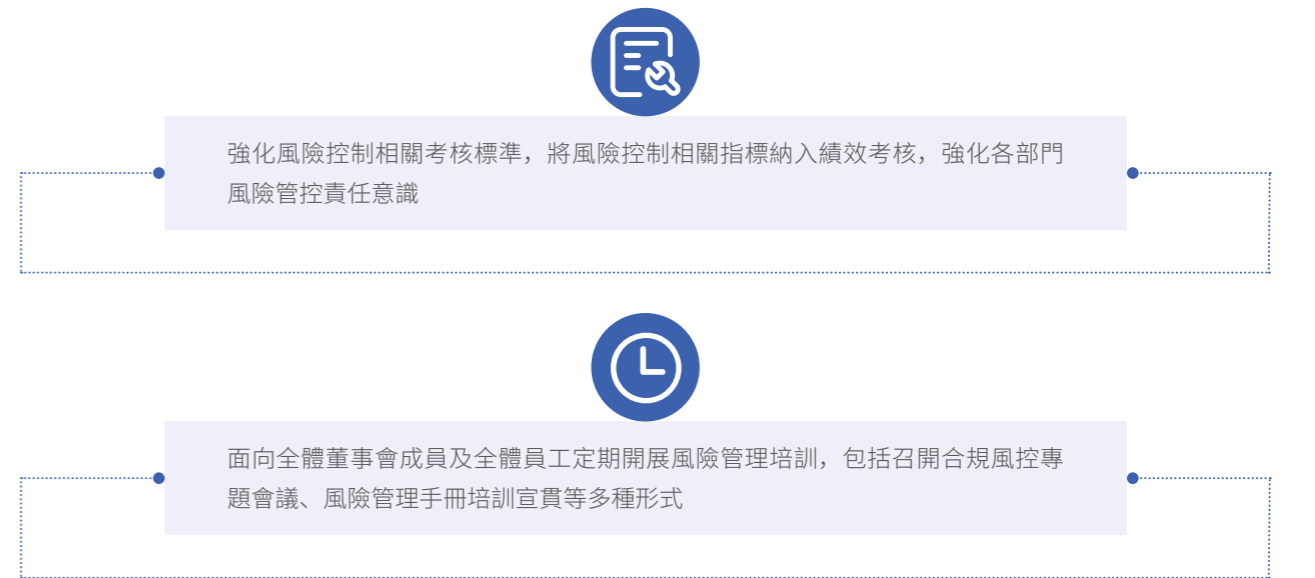 強化風險控制相關考核標準，將風險控制相關指標納入績效考核，強化各部門
風險管控責任意識
面向全體董事會成員及全體員工定期開展風險管理培訓，包括召開合規風控專
題會議、風險管理手冊培訓宣貫等多種形式